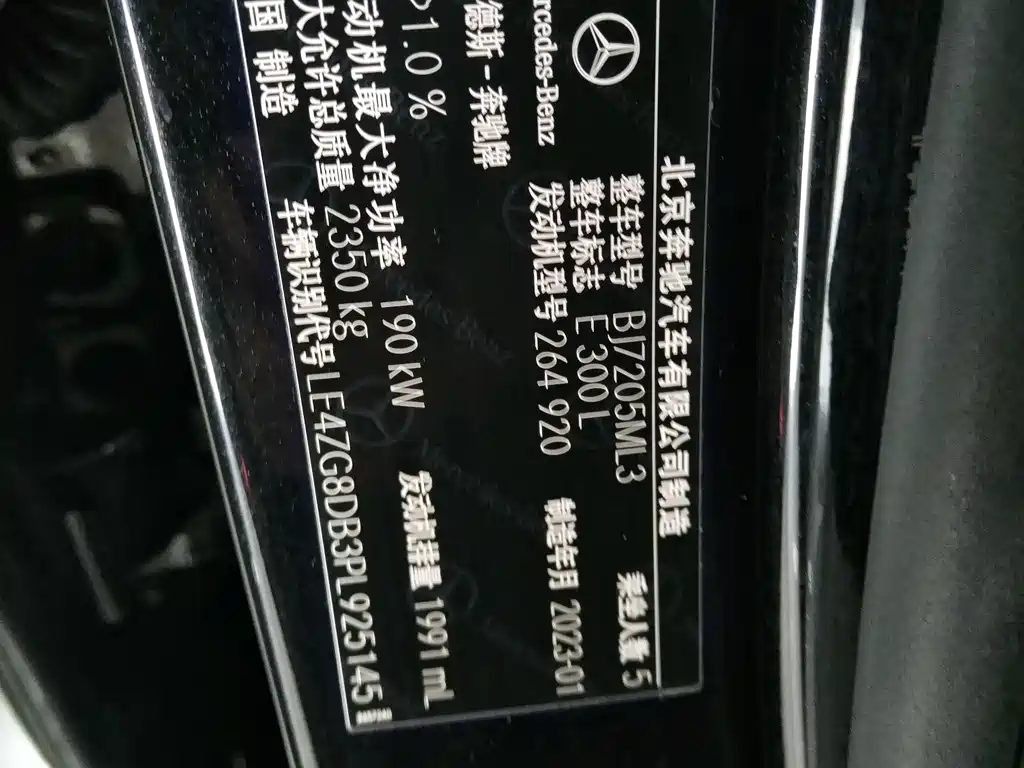 北京奔驰汽车有限公司制造
rcedes-Benz
整车型号 BJ7205ML3 乘坐人数 5
整车标志 E 300 L
发动机型号 264 920 制造年月 2023-01
德斯-奔驰牌
1.0 %
动机最大净功率 190 kW 发动机排量 1991 mL
大允许总质量 2350 kg
国 制造 车辆识别代号 LE4ZG8DB3PL925145